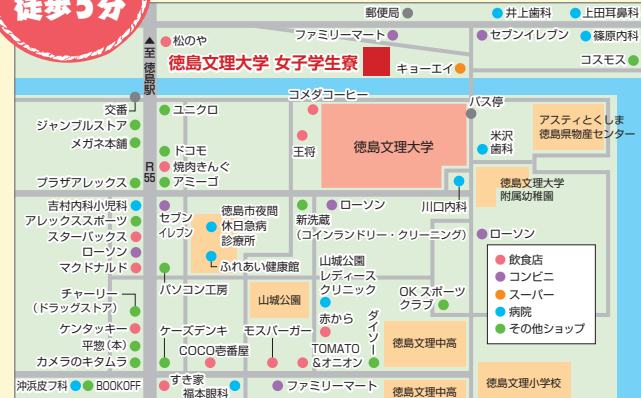 徒歩5分
郵便局
井上歯科
上田耳鼻科
▲至 徳島駅
松のや
ファミリーマート
セブンイレブン
篠原内科
徳島文理大学 女子学生寮
キョーエイ
コスモス
交番
ユニクロ
コメダコーヒー
バス停
ジャンブルストア
メガネ本舗
王将
徳島文理大学
米沢
歯科
アスティとくしま
徳島県物産センター
ドコモ
焼肉きんぐ
プラザアレックス
R55
アミーゴ
徳島文理大学
附属幼稚園
吉村内科小児科
アレックススポーツ
スターバックス
ローソン
マクドナルド
セブン
イレブン
徳島市夜間
休日急病
診療所
ふれあい健康館
新洗蔵
(コインランドリー・クリーニング)
ローソン
川口内科
ローソン
飲食店
コンビニ
スーパー
病院
その他ショップ
チャーリー
(ドラッグストア)
パソコン工房
山城公園
山城公園
レディース
クリニック
OK スポーツ
クラブ
ケンタッキー
平惣(本)
カメラのキタムラ
ケーズデンキ
COCO壱番屋
モスバーガー
赤から
TOMATO
&オニオン
ダイソー
徳島文理中高
沖浜皮フ科
BOOKOFF
すき家
福本眼科
ファミリーマート
徳島文理中高
徳島文理小学校